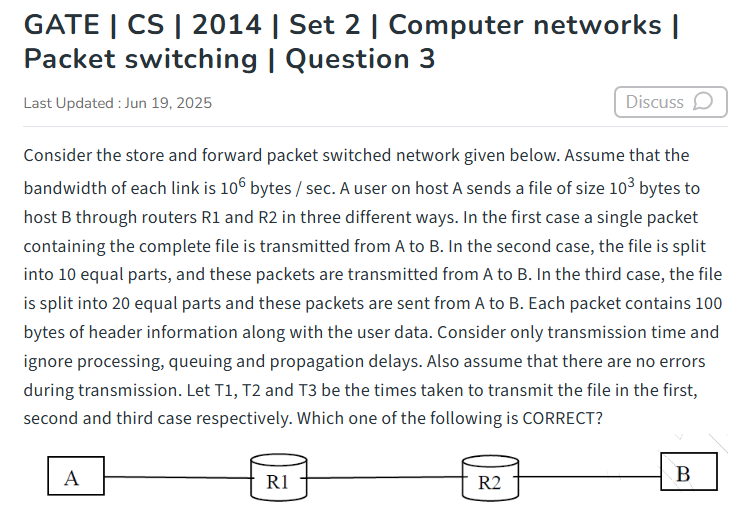 GATE | CS | 2014 | Set 2 | Computer networks |
Packet switching | Question 3
Last Updated : Jun 19, 2025
Discuss
Consider the store and forward packet switched network given below. Assume that the
bandwidth of each link is 10⁶ bytes / sec. A user on host A sends a file of size 10³ bytes to
host B through routers R1 and R2 in three different ways. In the first case a single packet
containing the complete file is transmitted from A to B. In the second case, the file is split
into 10 equal parts, and these packets are transmitted from A to B. In the third case, the file
is split into 20 equal parts and these packets are sent from A to B. Each packet contains 100
bytes of header information along with the user data. Consider only transmission time and
ignore processing, queuing and propagation delays. Also assume that there are no errors
during transmission. Let T1, T2 and T3 be the times taken to transmit the file in the first,
second and third case respectively. Which one of the following is CORRECT?
A
R1
R2
B